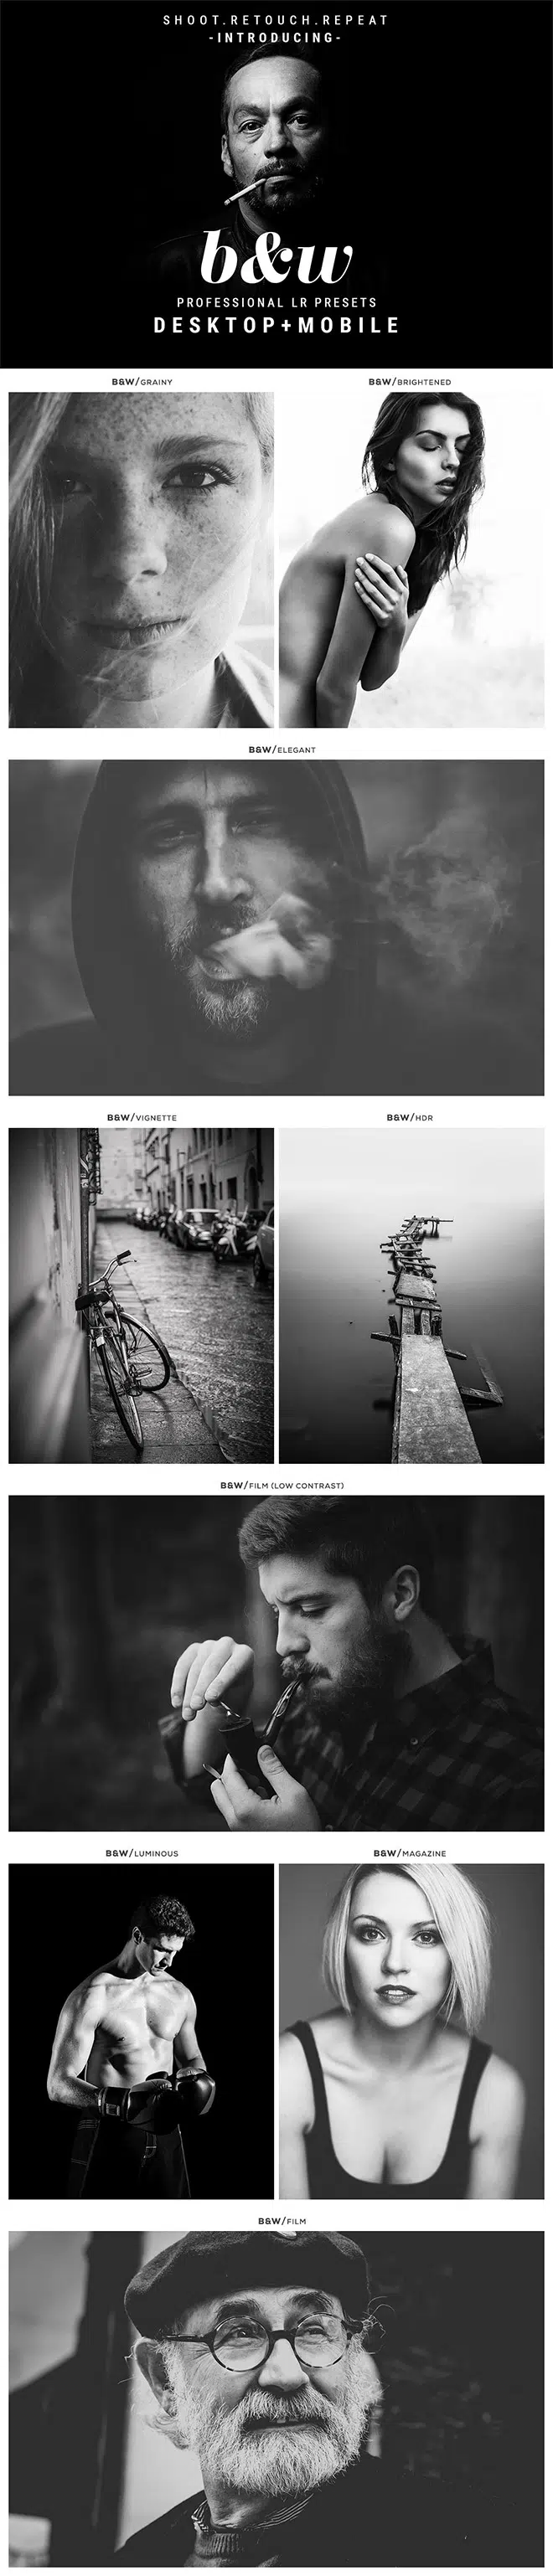 SHOOT.RETOUCH.REPEAT
-INTRODUCING-
b&w
PROFESSIONAL LR PRESETS
DESKTOP+MOBILE
B&W/GRAINY
B&W/BRIGHTENED
B&W/ELEGANT
B&W/VIGNETTE
B&W/HDR
B&W/FILM (LOW CONTRAST)
B&W/LUMINOUS
B&W/MAGAZINE
B&W/FILM